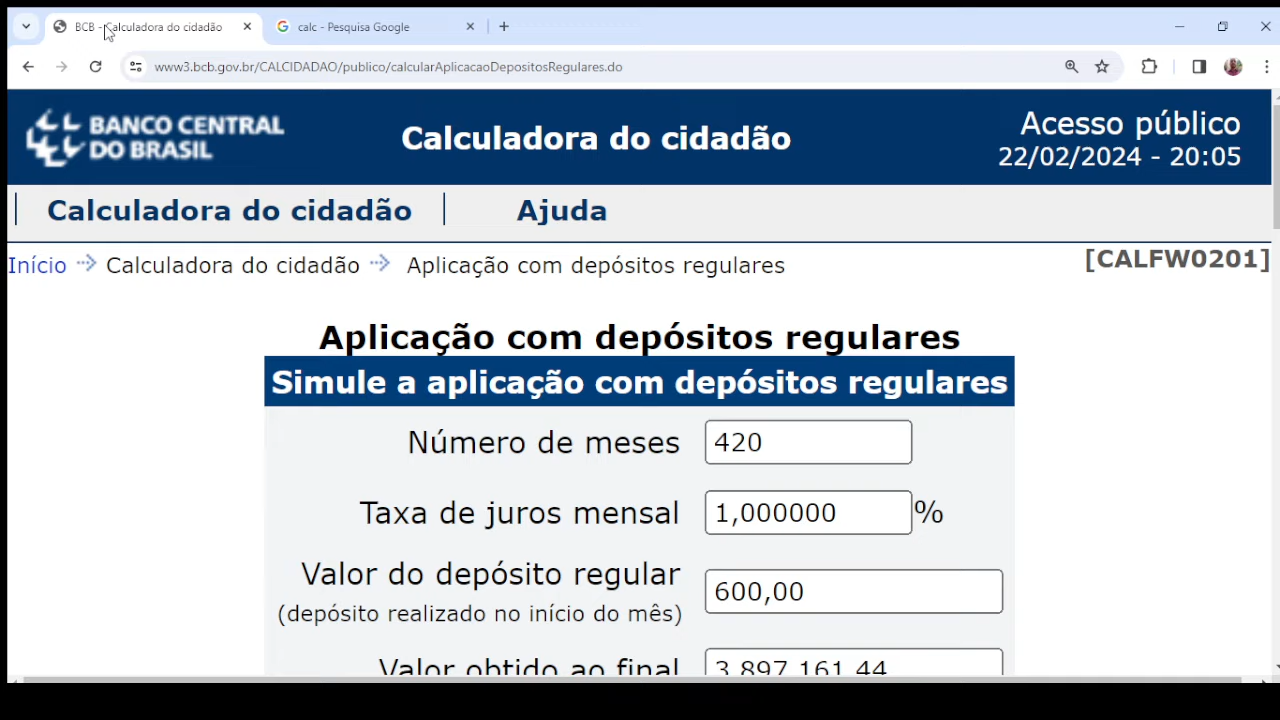 BCB - Calculadora do cidadão
calc - Pesquisa Google
www3.bcb.gov.br/CALCIDADAO/publico/calcularAplicacaoDepositosRegulares.do
BANCO CENTRAL
DO BRASIL
Calculadora do cidadão
Acesso público
22/02/2024 - 20:05
Calculadora do cidadão
Ajuda
Início
Calculadora do cidadão
Aplicação com depósitos regulares
[CALFW0201]
Aplicação com depósitos regulares
Simule a aplicação com depósitos regulares
Número de meses 420
Taxa de juros mensal 1,000000 %
Valor do depósito regular
(depósito realizado no início do mês)
600,00
Valor obtido ao final 3.897.161,44